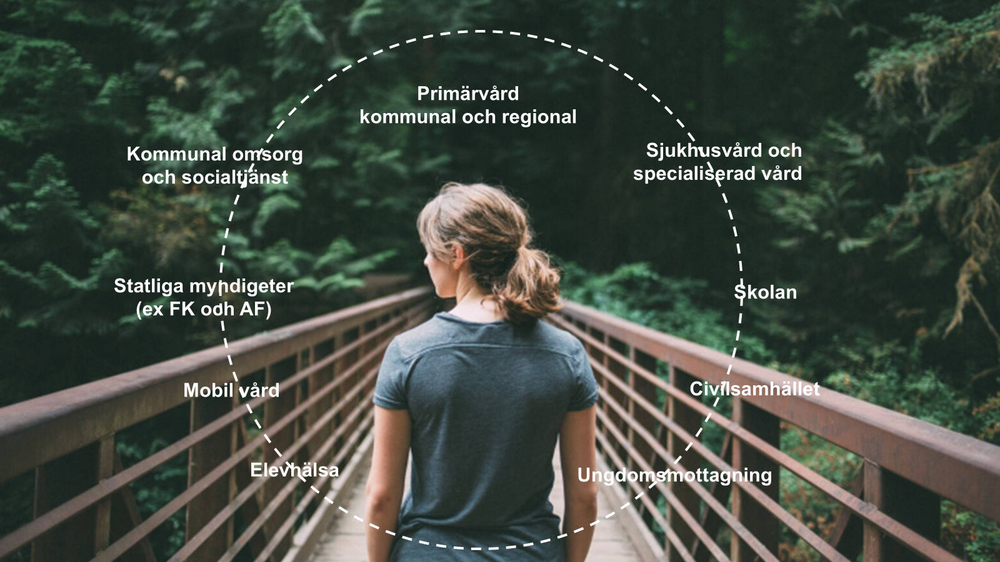 Primärvård
kommunal och regional
Kommunal omsorg
och socialtjänst
Sjukhusvård och
specialiserad vård
Statliga myndigeter
(ex FK och AF)
Skolan
Mobil vård
Civilsamhället
Elevhälsa
Ungdomsmottagning